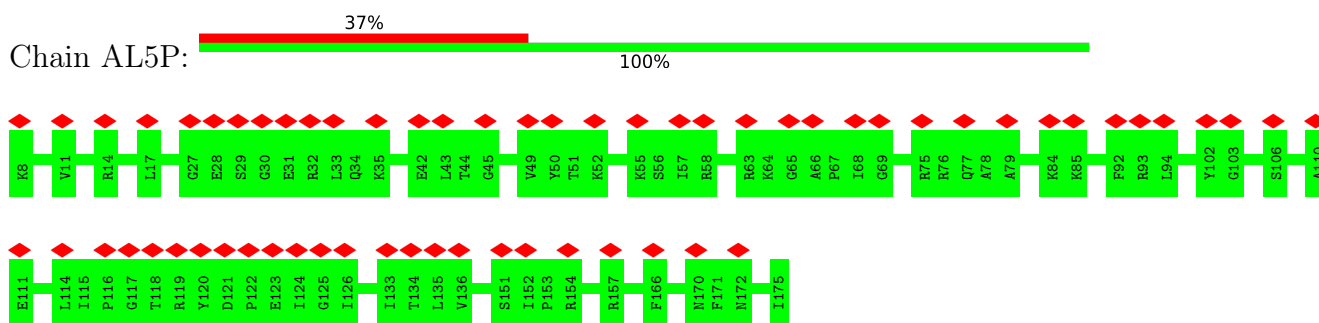 37%
Chain AL5P:
100%
K8 V11 R14 L17 G27 E28 S29 G30 E31 R32 L33 Q34 K35 E42 L43 T44 G45 V49 Y50 T51 K52 K55 S56 I57 R58 R63 K64 G65 A66 P67 I68 G69 R75 R76 Q77 A78 A79 K84 K85 F92 R93 L94 Y102 G103 S106 A110
E111 L114 I115 P116 G117 T118 R119 Y120 D121 P122 E123 I124 G125 I126 I133 T134 L135 V136 S151 I152 P153 R154 R157 F166 N170 F171 N172 I175